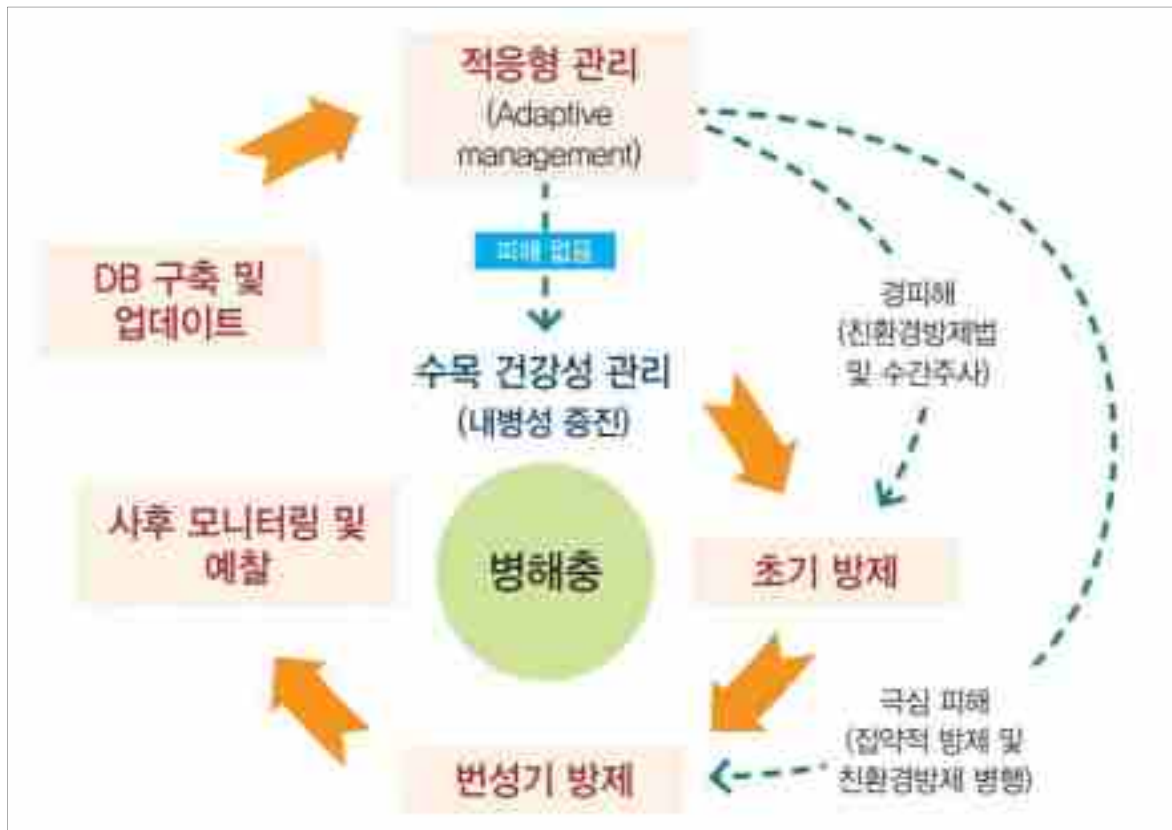 적응형 관리
(Adaptive
management)
피해 없음
DB 구축 및
업데이트
경피해
(친환경방제법
및 수간주사)
수목 건강성 관리
(내병성 증진)
사후 모니터링 및
예찰
병해충
초기 방제
극심 피해
(집약적 방제 및
친환경방제 병행)
번성기 방제